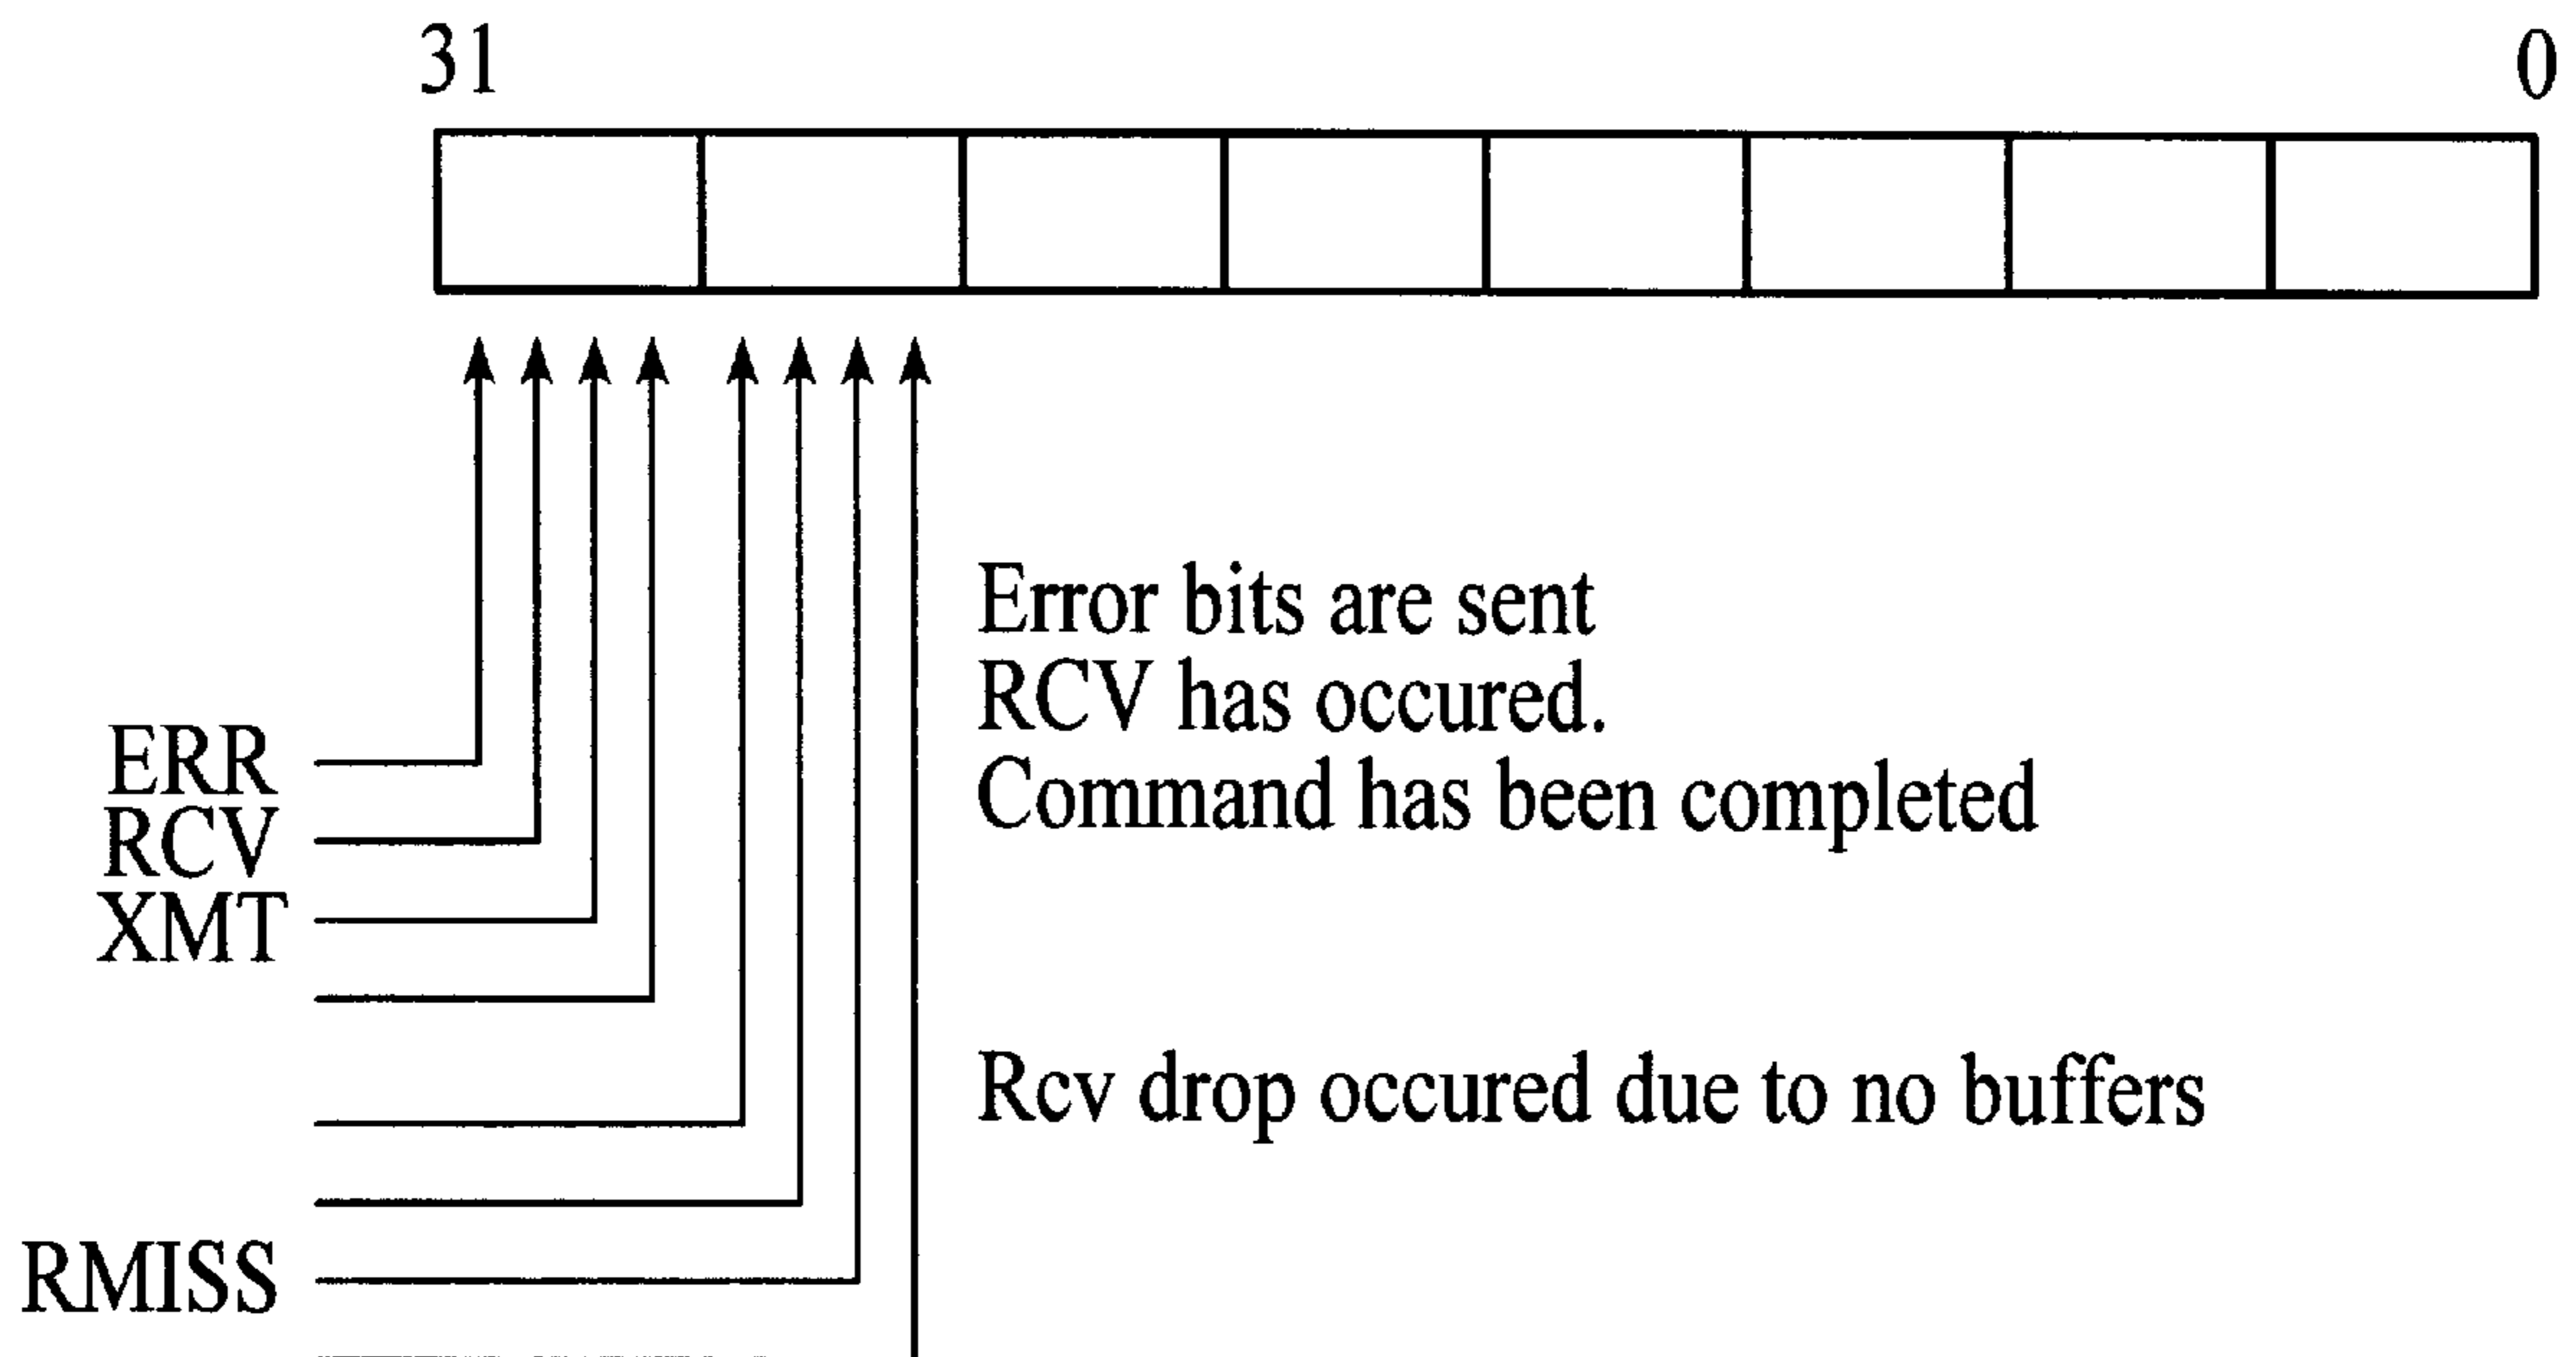 31 0
ERR
RCV
XMT
RMISS
Error bits are sent
RCV has occured.
Command has been completed
Rcv drop occured due to no buffers